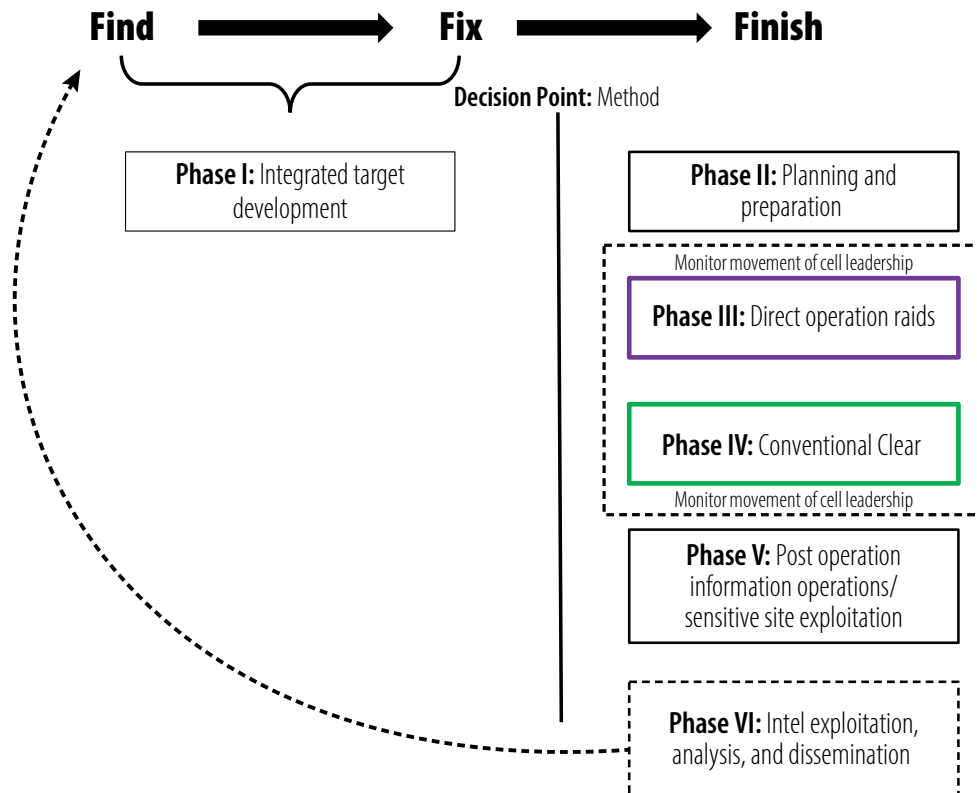 Find
Fix
Finish
Decision Point: Method
Phase I: Integrated target
development
Phase II: Planning and
preparation
Monitor movement of cell leadership
Phase III: Direct operation raids
Phase IV: Conventional Clear
Monitor movement of cell leadership
Phase V: Post operation
information operations/
sensitive site exploitation
Phase VI: Intel exploitation,
analysis, and dissemination